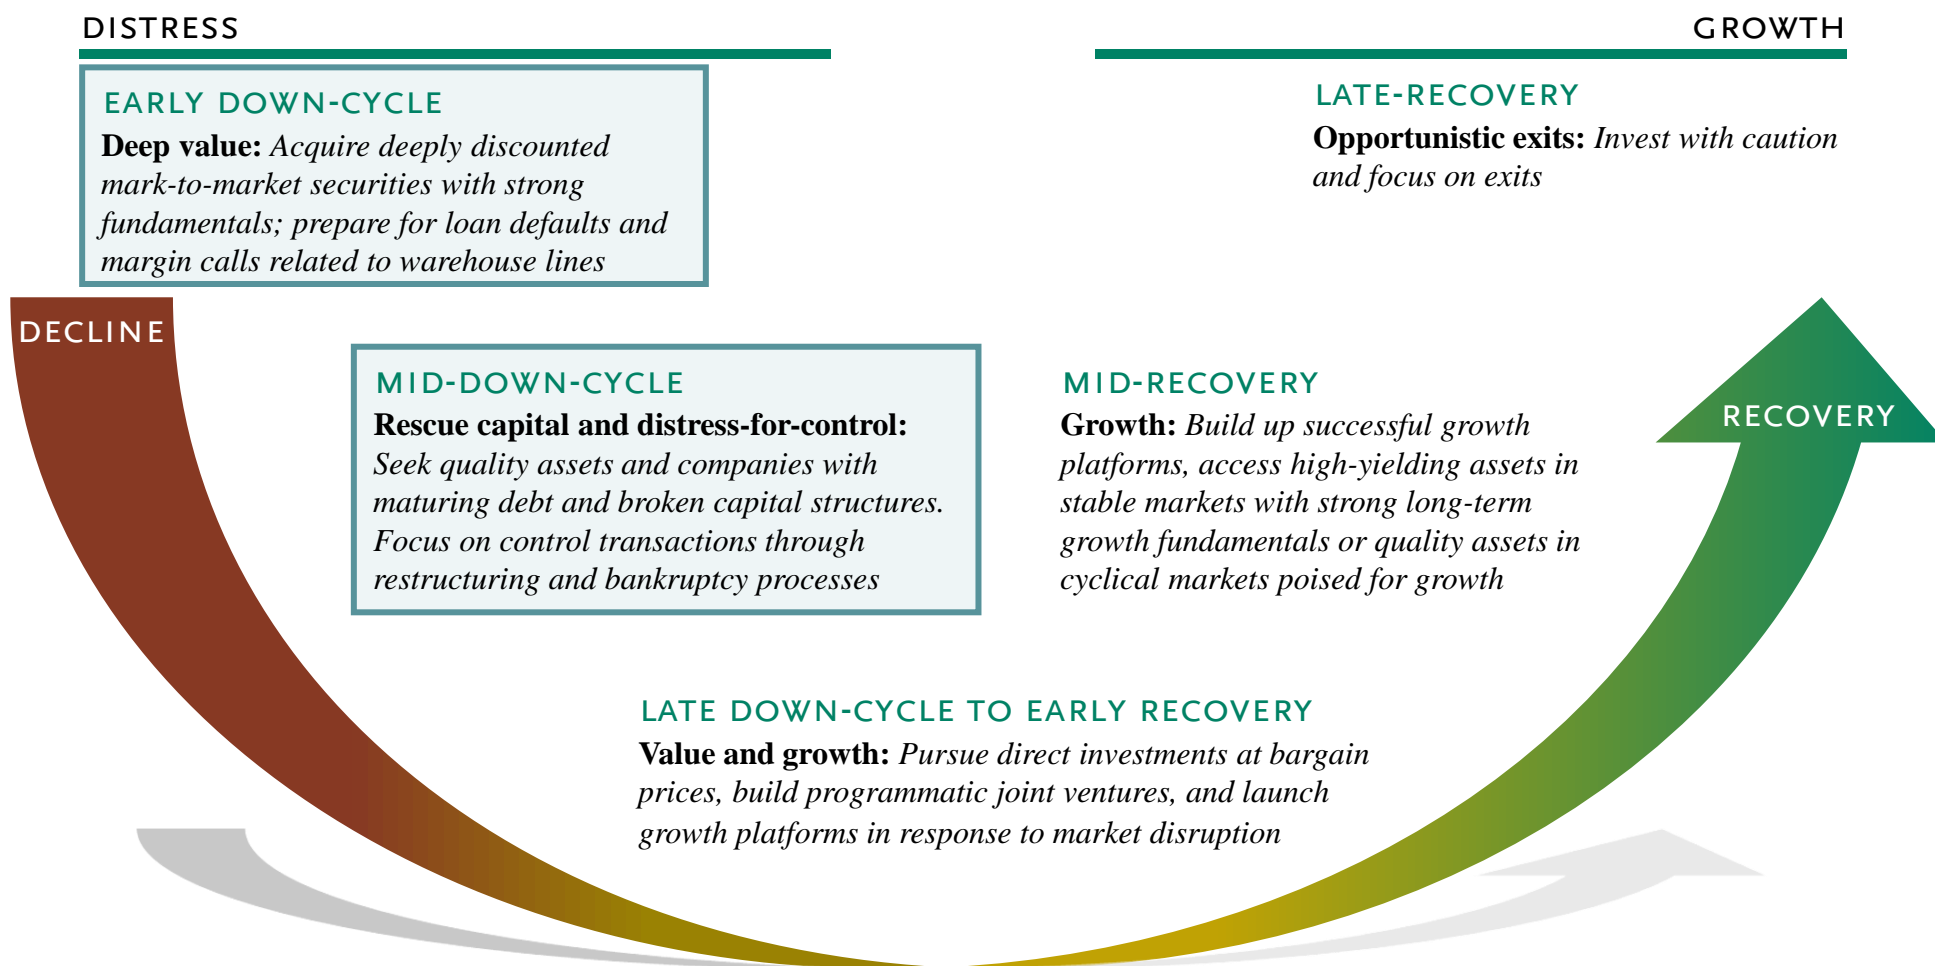 DISTRESS
GROWTH
EARLY DOWN-CYCLE
Deep value: Acquire deeply discounted
mark-to-market securities with strong
fundamentals; prepare for loan defaults and
margin calls related to warehouse lines
LATE-RECOVERY
Opportunistic exits: Invest with caution
and focus on exits
DECLINE
MID-DOWN-CYCLE
Rescue capital and distress-for-control:
Seek quality assets and companies with
maturing debt and broken capital structures.
Focus on control transactions through
restructuring and bankruptcy processes
MID-RECOVERY
Growth: Build up successful growth
platforms, access high-yielding assets in
stable markets with strong long-term
growth fundamentals or quality assets in
cyclical markets poised for growth
RECOVERY
LATE DOWN-CYCLE TO EARLY RECOVERY
Value and growth: Pursue direct investments at bargain
prices, build programmatic joint ventures, and launch
growth platforms in response to market disruption